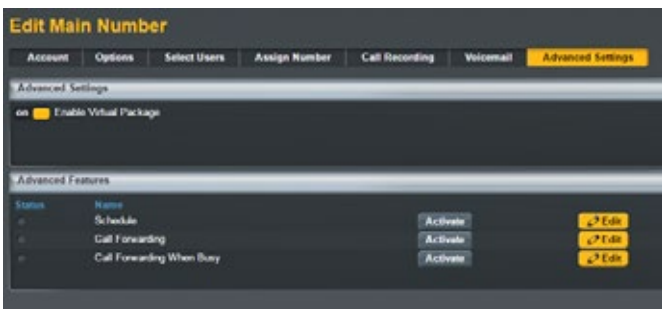 Edit Main Number
Account Options Select Users Assign Number Call Recording Voicemail Advanced Settings
Advanced Settings
on Enable Virtual Package
Advanced Features
Status Name
Schedule Activate Edit
Call Forwarding Activate Edit
Call Forwarding When Busy Activate Edit